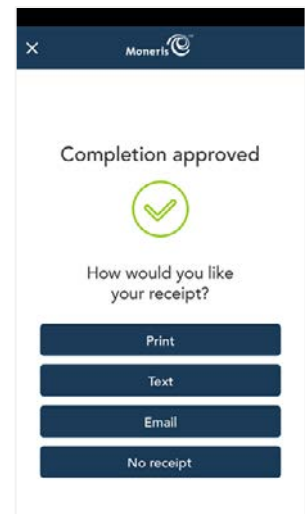 Moneris
Completion approved
How would you like
your receipt?
Print
Text
Email
No receipt